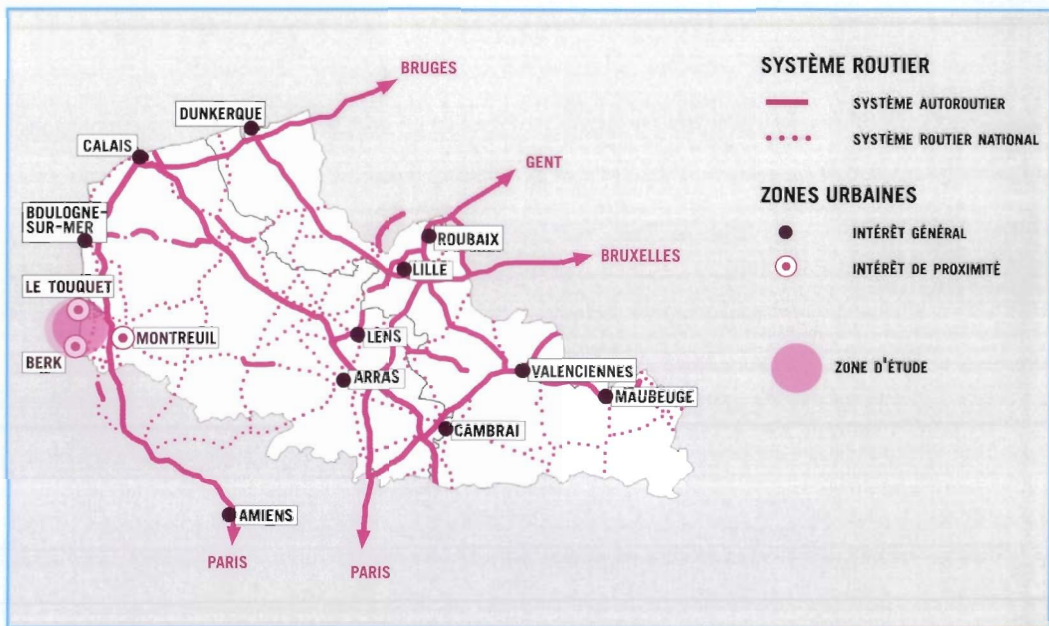 BRUGES
DUNKERQUE
CALAIS
GENT
BOULOGNE-
SUR-MER
ROUBAIX
BRUXELLES
LILLE
LE TOUQUET
MONTREUIL
LENS
BERK
ARRAS
VALENCIENNES
MAUBEUGE
CAMBRAI
AMIENS
PARIS
PARIS
SYSTÈME ROUTIER
SYSTÈME AUTOROUTIER
SYSTÈME ROUTIER NATIONAL
ZONES URBAINES
INTÉRÊT GÉNÉRAL
INTÉRÊT DE PROXIMITÉ
ZONE D'ÉTUDE